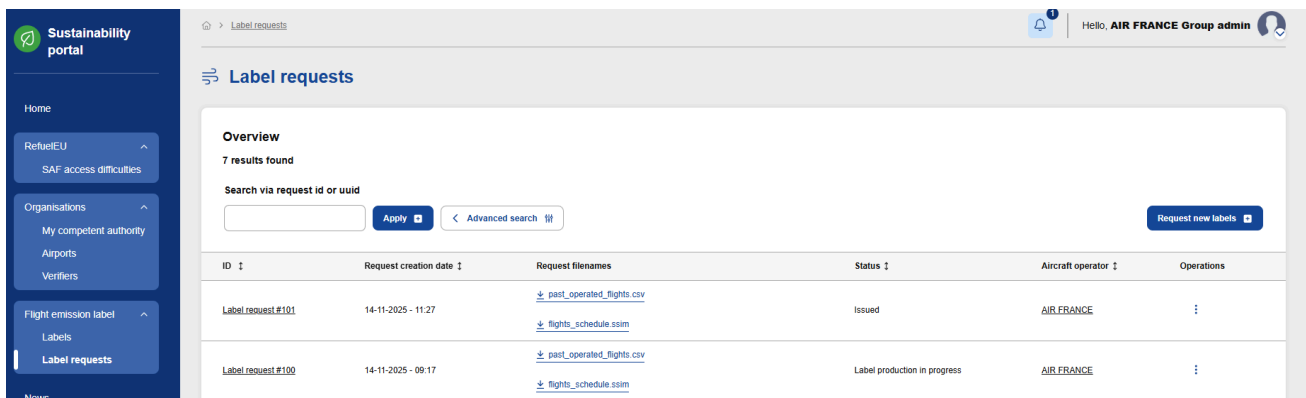 Sustainability
portal
Home
RefuelEU
SAF access difficulties
Organisations
My competent authority
Airports
Verifiers
Flight emission label
Labels
Label requests
News
> Label requests
1
Hello, AIR FRANCE Group admin
Label requests
Overview
7 results found
Search via request id or uuid
Apply
Advanced search
Request new labels
ID Request creation date Request filenames Status Aircraft operator Operations
past_operated_flights.csv
Label request #101 14-11-2025 - 11:27 Issued AIR FRANCE
flights_schedule.ssim
past_operated_flights.csv
Label request #100 14-11-2025 - 09:17 Label production in progress AIR FRANCE
flights_schedule.ssim